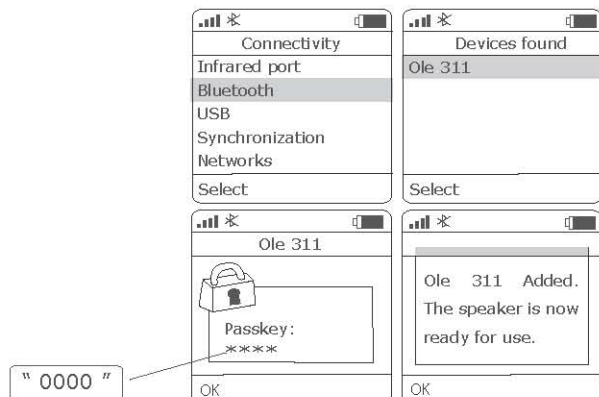 Connectivity
Infrared port
Bluetooth
USB
Synchronization
Networks
Select
Devices found
Ole 311
Select
Ole 311
Passkey:
****
OK
" 0000 "
Ole 311 Added.
The speaker is now
ready for use.
OK